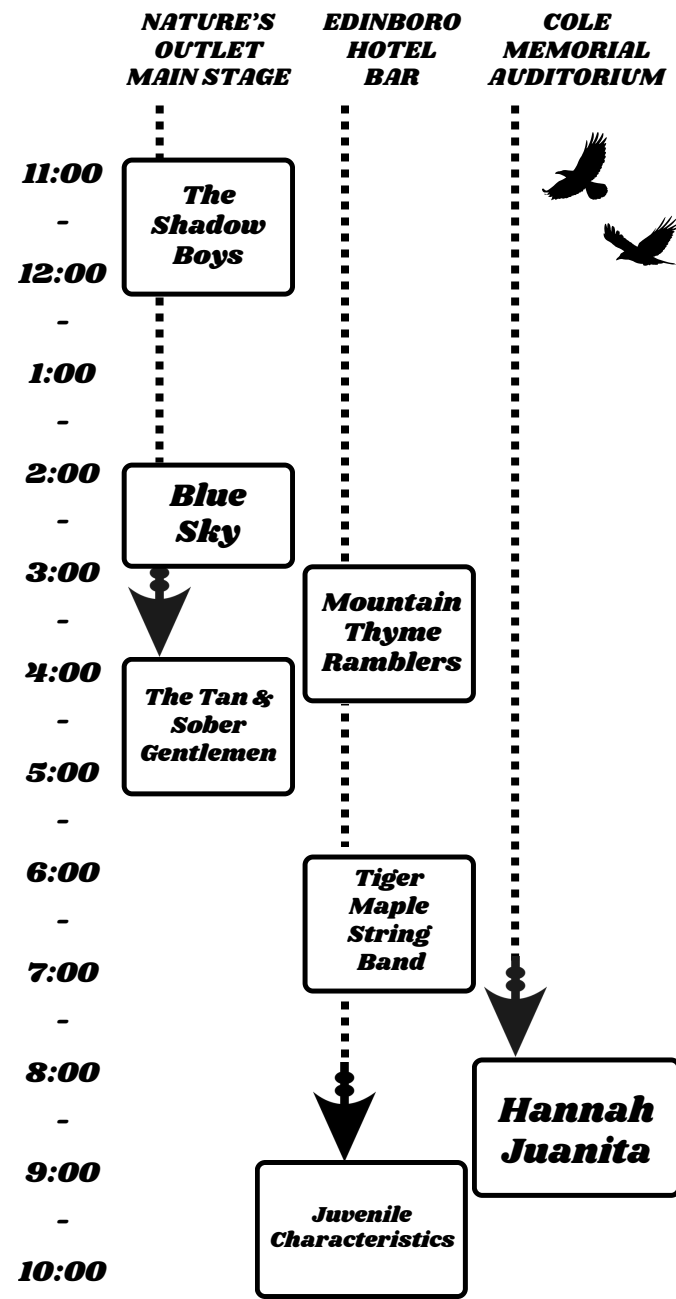 NATURE'S
OUTLET
MAIN STAGE
EDINBORO
HOTEL
BAR
COLE
MEMORIAL
AUDITORIUM
11:00
-
12:00
-
1:00
-
2:00
-
3:00
-
4:00
-
5:00
-
6:00
-
7:00
-
8:00
-
9:00
-
10:00
The
Shadow
Boys
Blue
Sky
The Tan &
Sober
Gentlemen
Mountain
Thyme
Ramblers
Tiger
Maple
String
Band
Juvenile
Characteristics
Hannah
Juanita